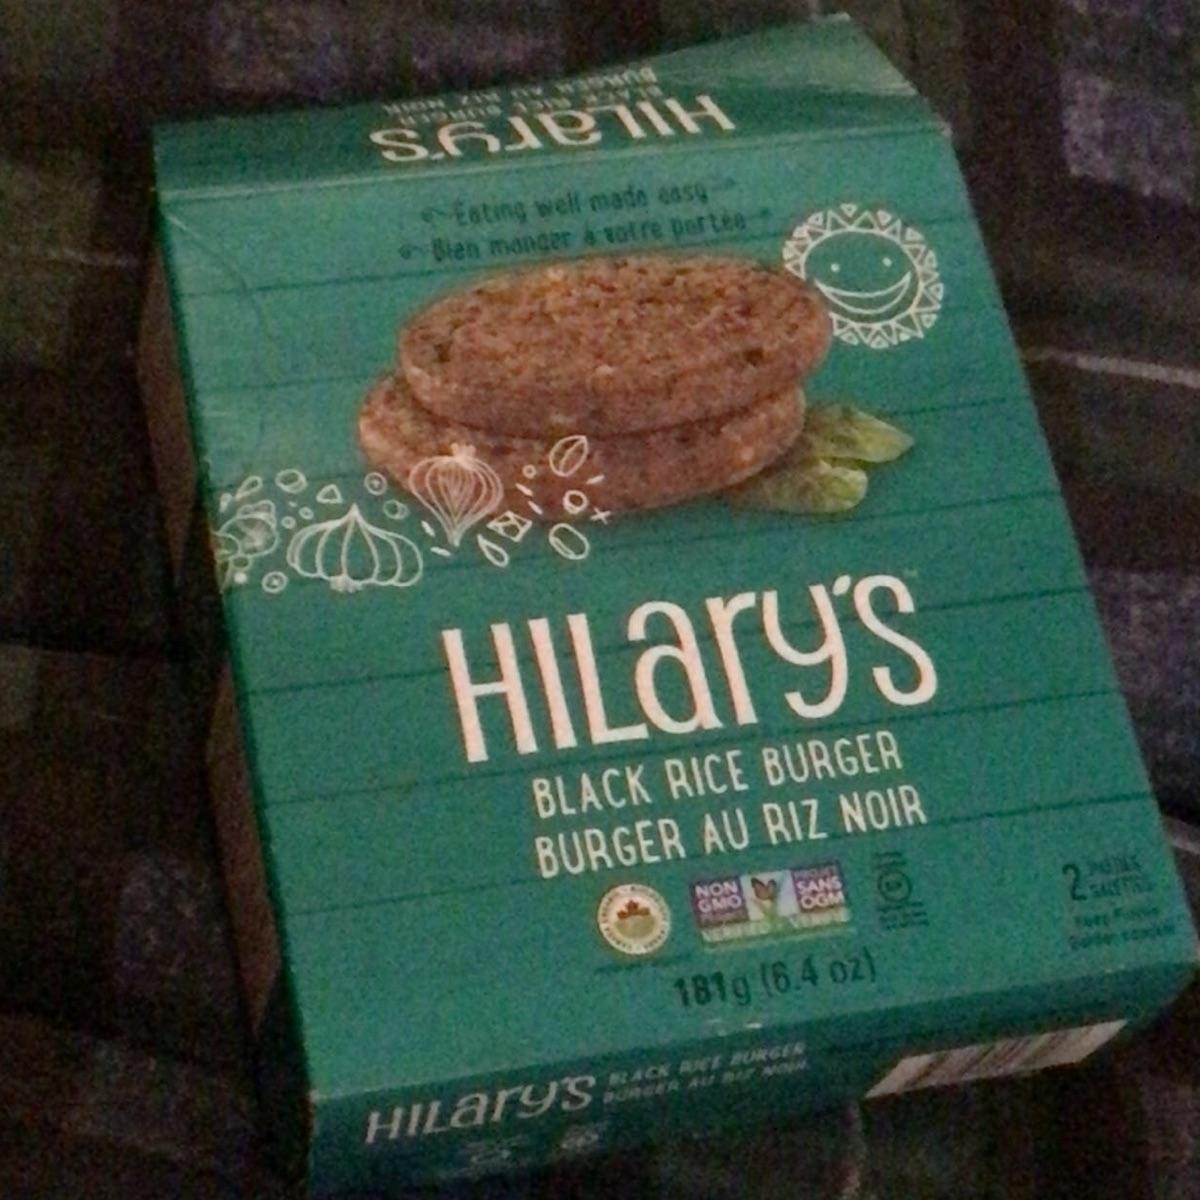 HILary's
BLACK RICE BURGER
BURGER AU RIZ NOIR
Eating well made easy
Bien manger à votre portée
HILary's™
BLACK RICE BURGER
BURGER AU RIZ NOIR
NON GMO
SANS OGM
2
181g (6.4 oz)
HILary's
BLACK RICE BURGER
BURGER AU RIZ NOIR